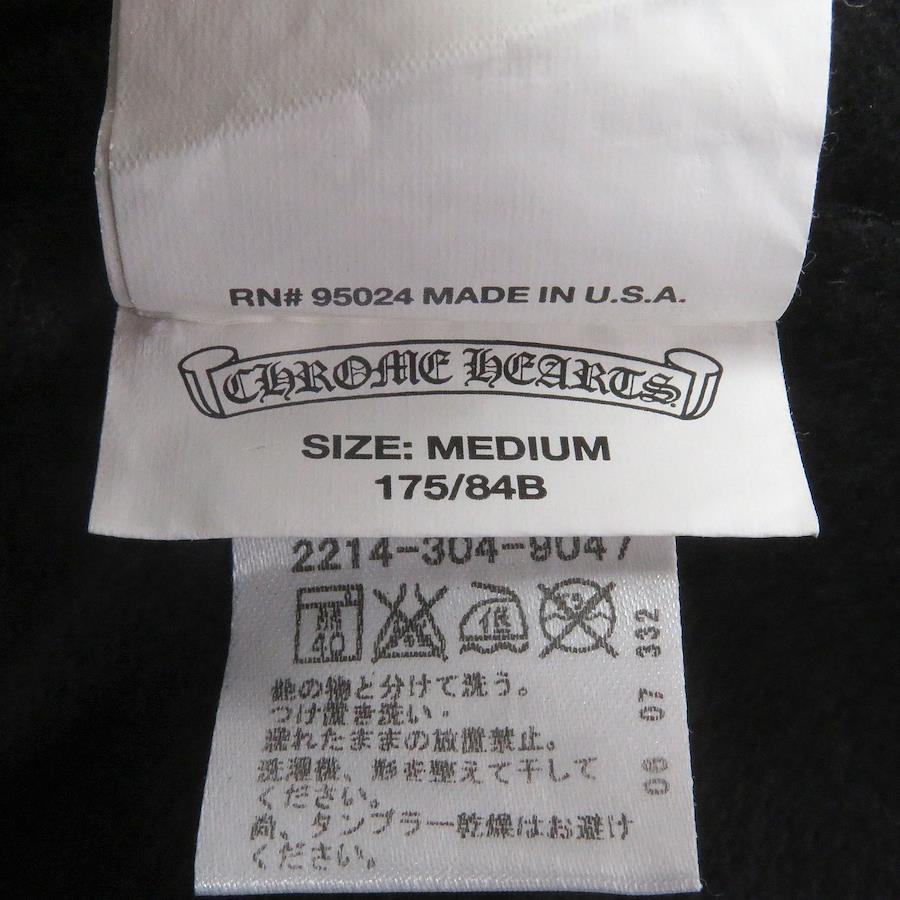 RN# 95024 MADE IN U.S.A.
CHROME HEARTS
SIZE: MEDIUM
175/84B
2214-304-9047
40
低
332
07
08
他の物と分けて洗う。
つけ置き洗い・
濡れたままの放置禁止。
洗濯機、形を整えて干して
ください。
尚、タンブラー乾燥はお避け
ください。